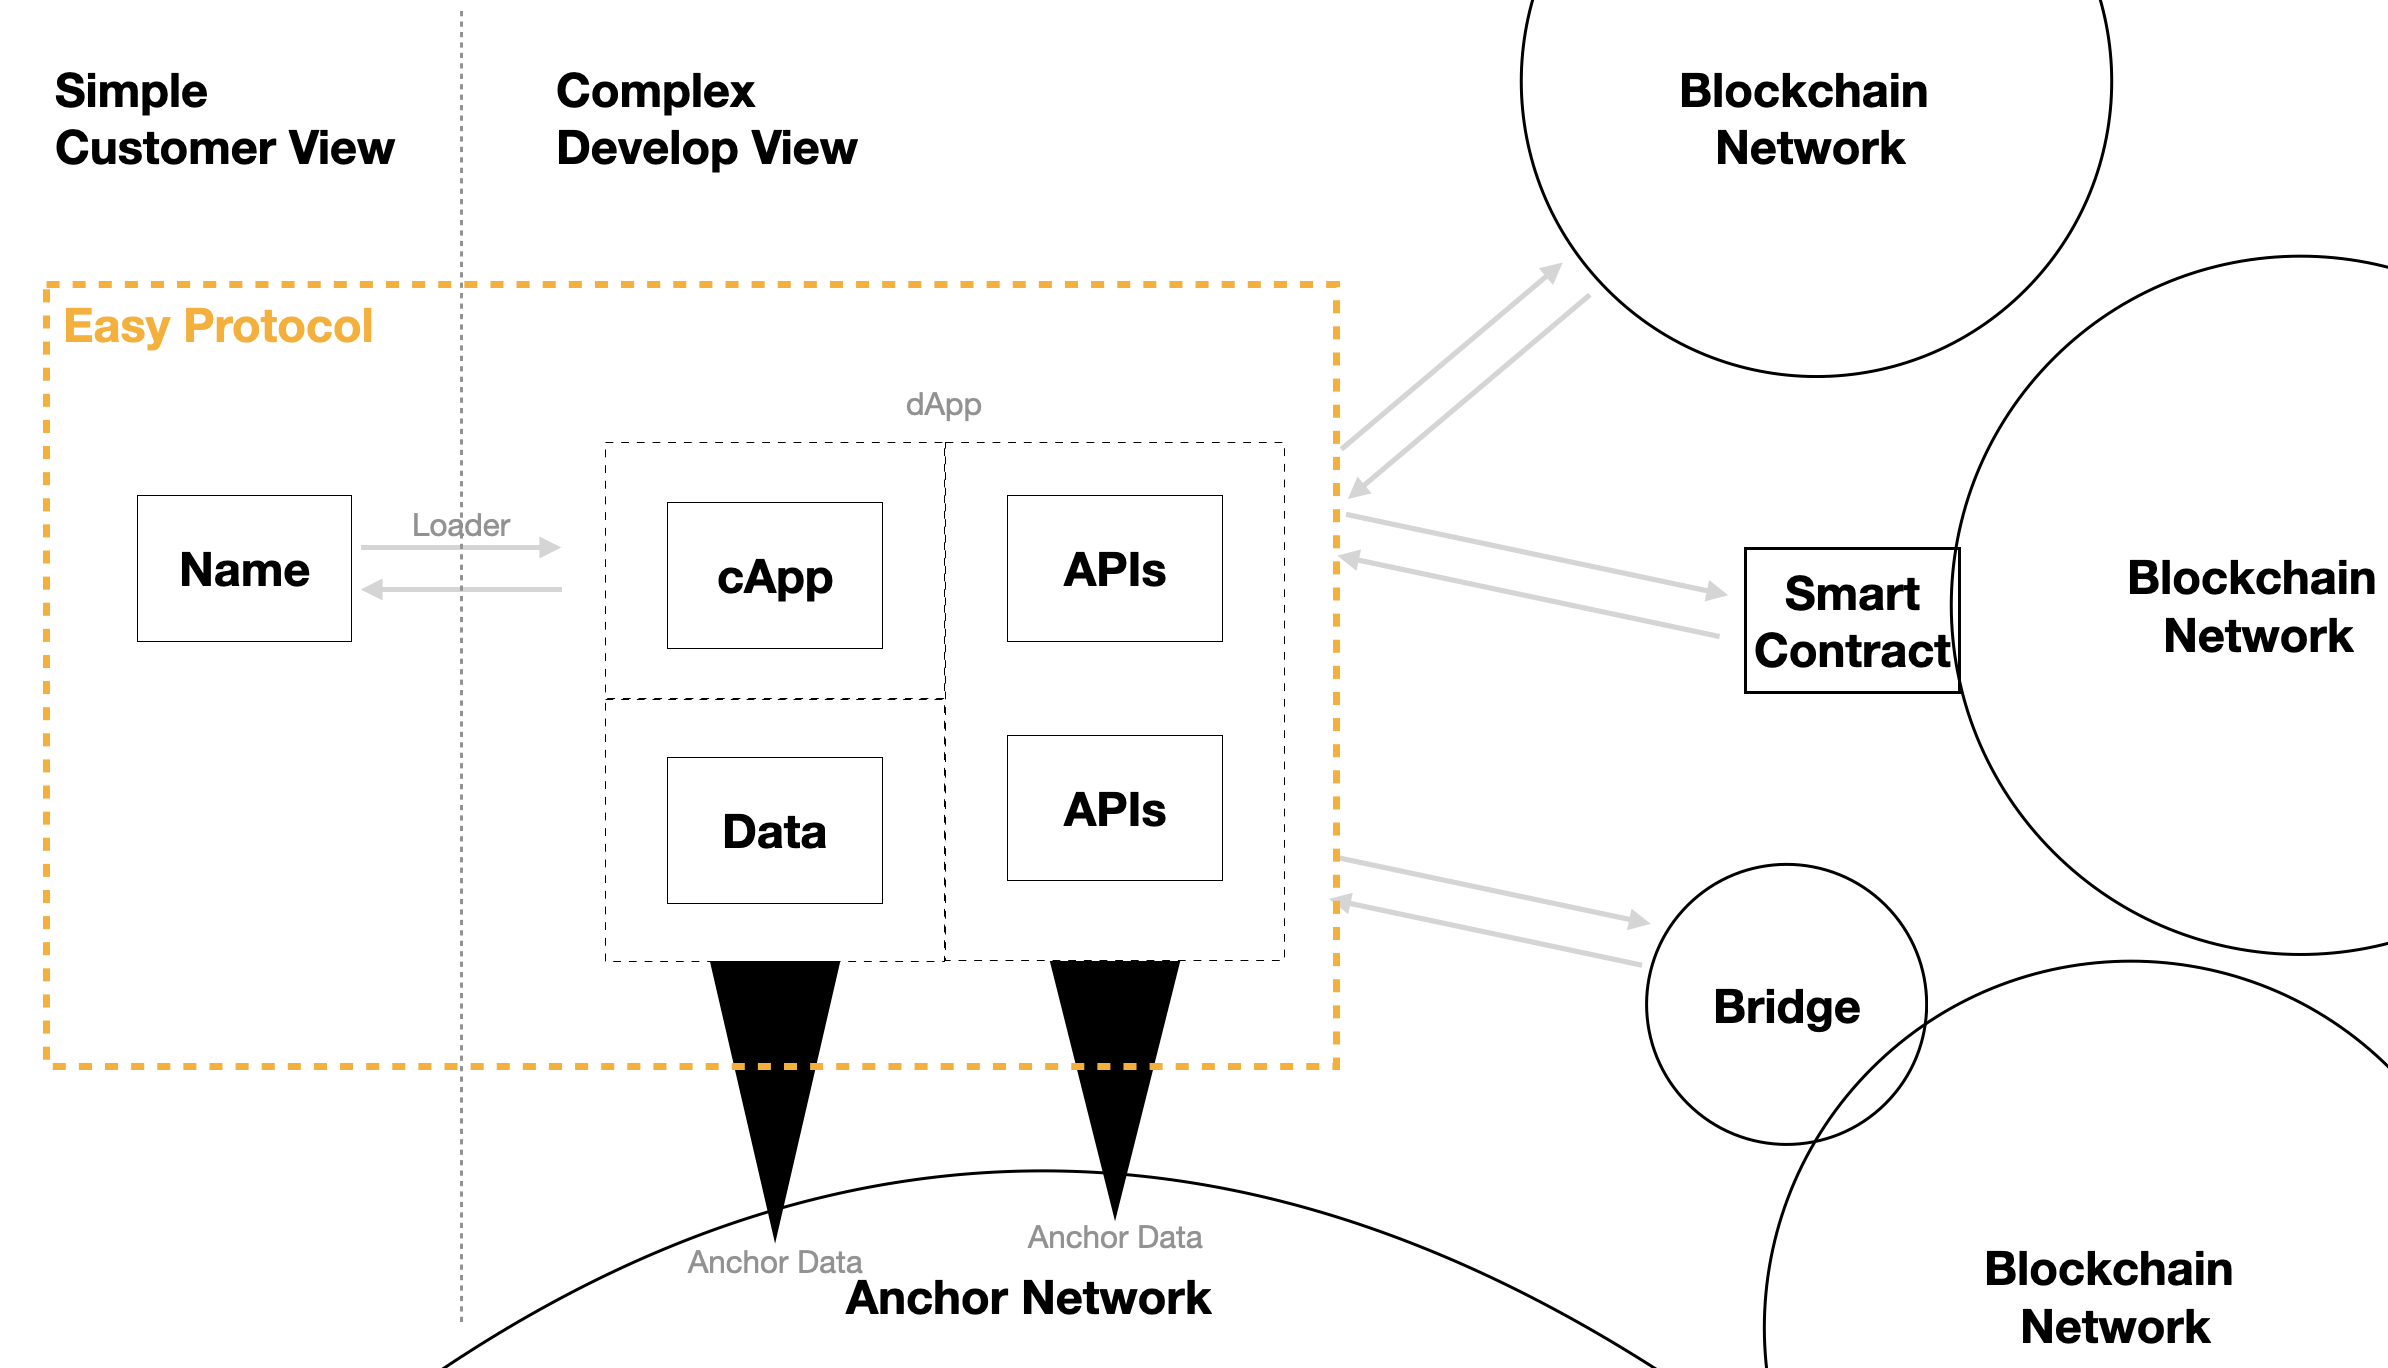 Simple
Customer View
Complex
Develop View
Blockchain
Network
Easy Protocol
dApp
Loader
Name
cApp
APIs
Smart
Contract
Blockchain
Network
Data
APIs
Bridge
Anchor Data
Anchor Data
Anchor Network
Blockchain
Network